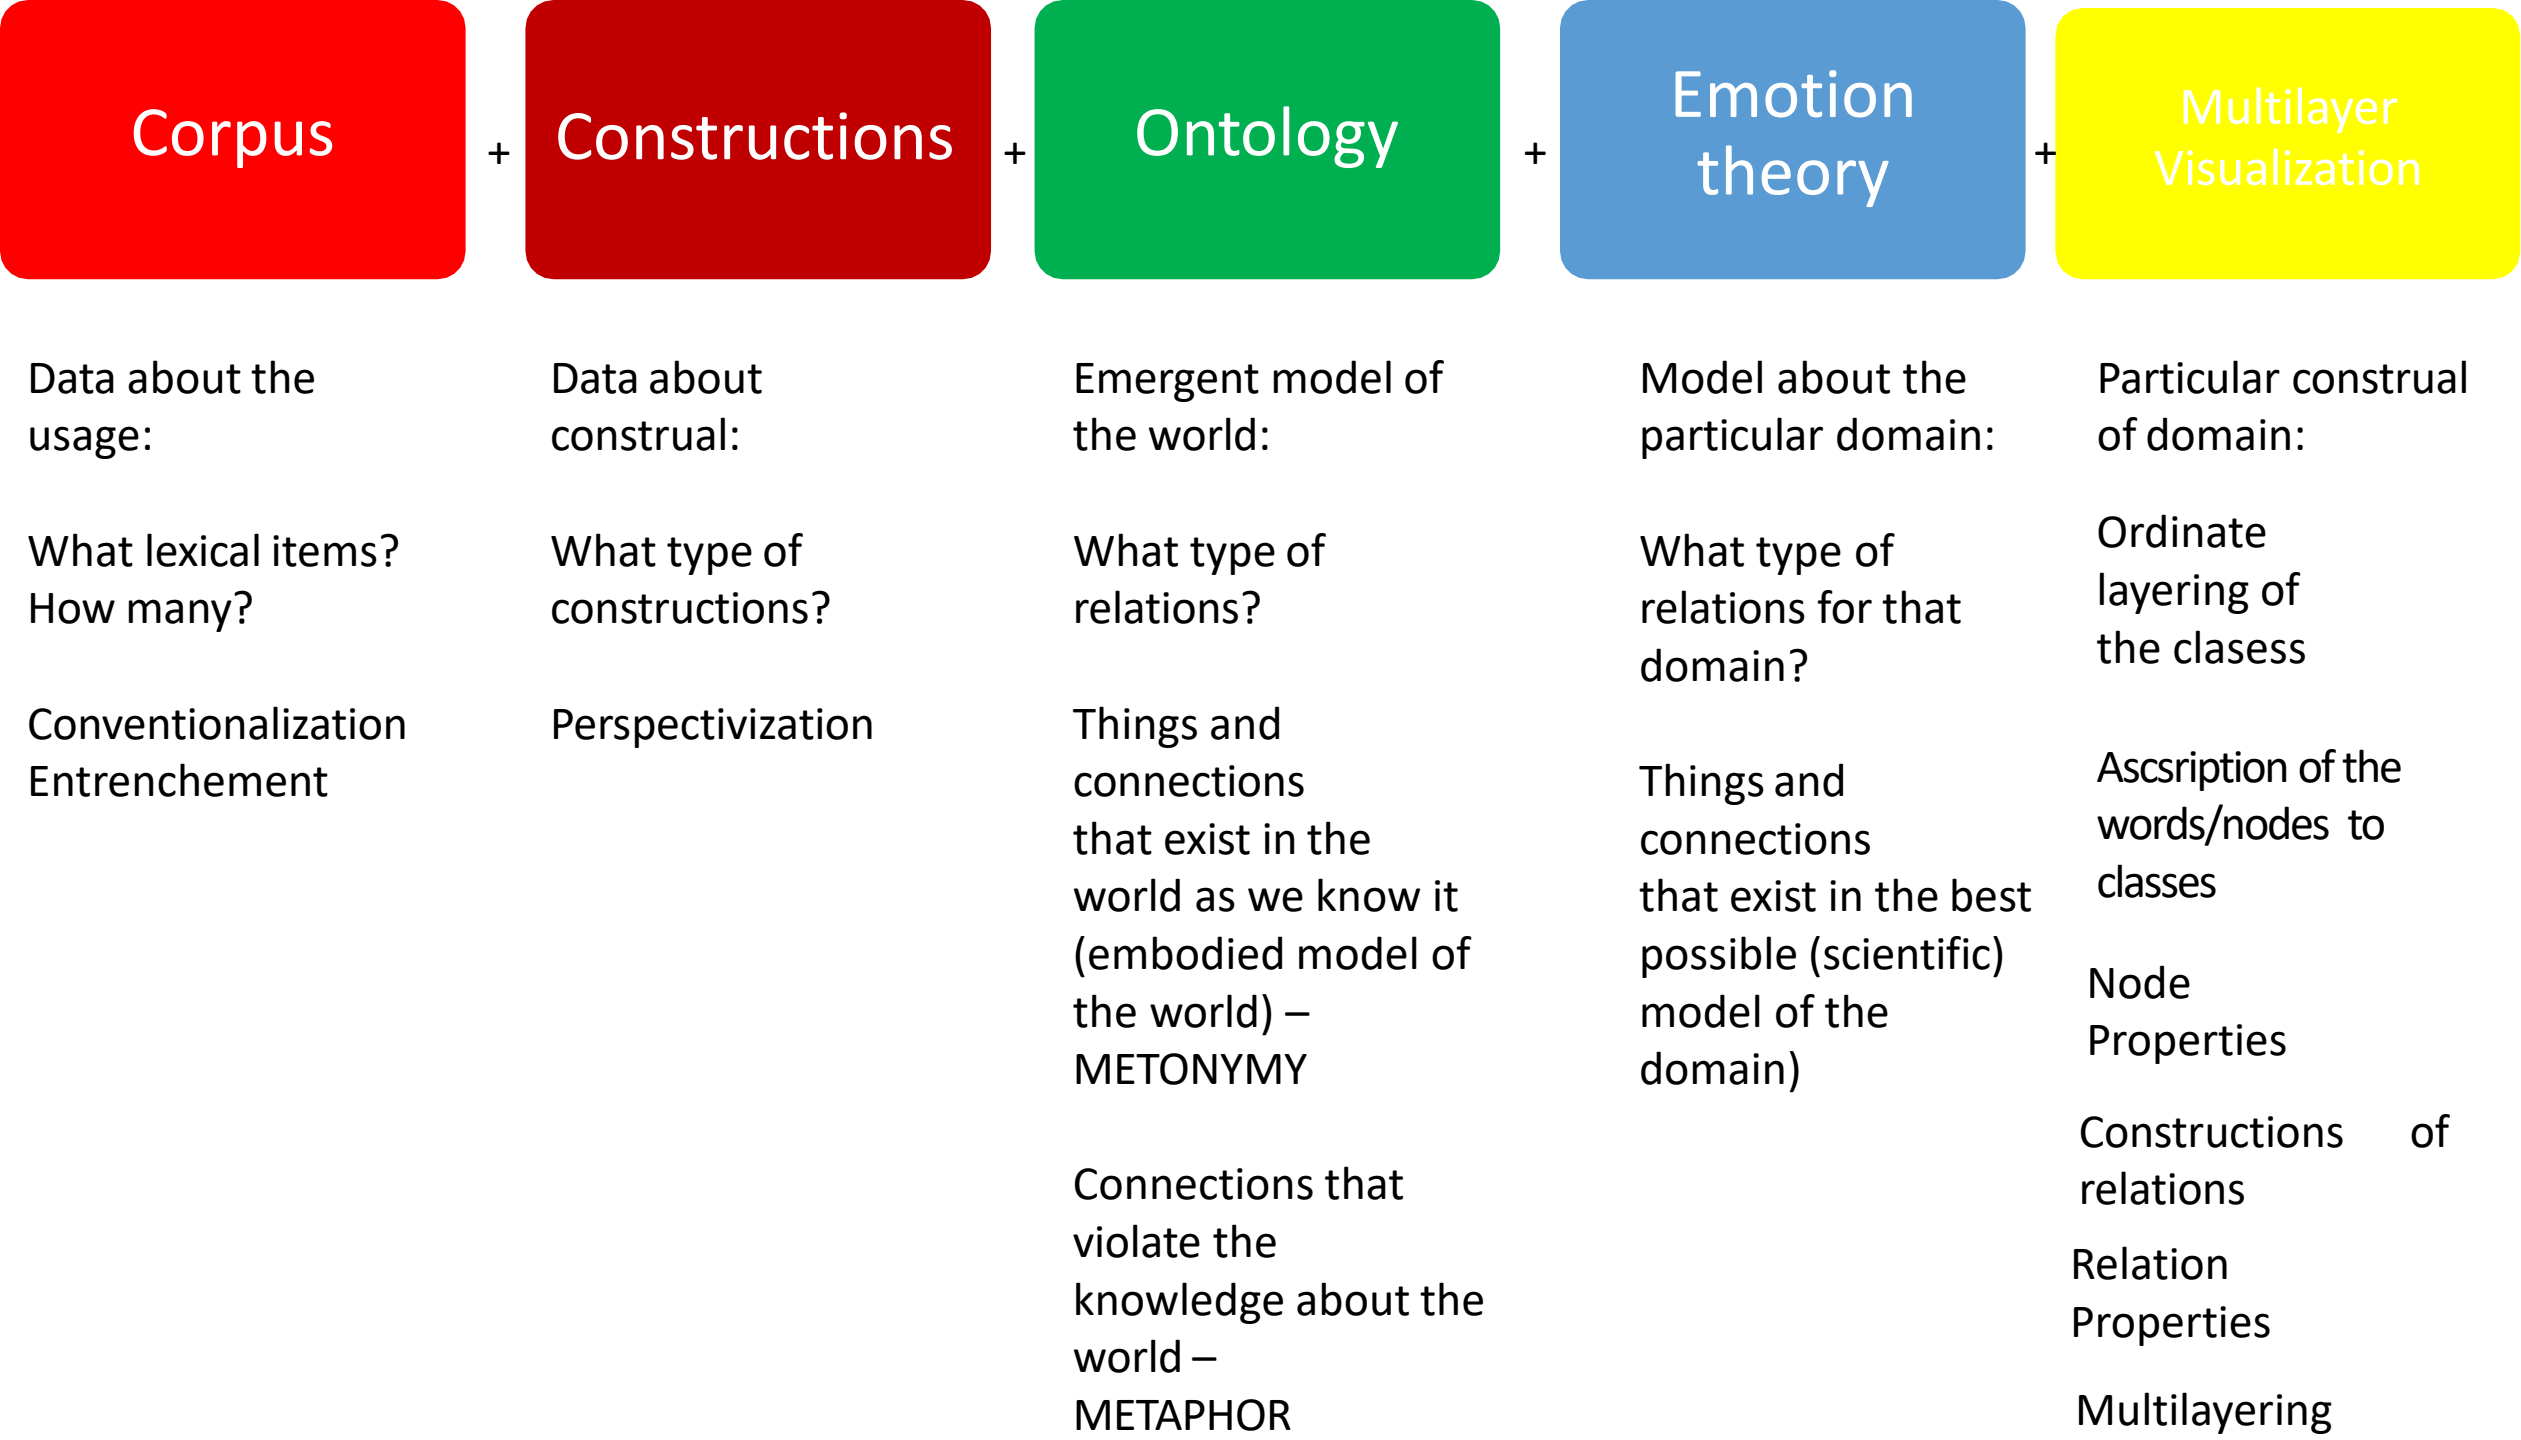 Corpus
+
Constructions
+
Ontology
+
Emotion
theory
+
Multilayer
Visualization
Data about the
usage:
What lexical items?
How many?
Conventionalization
Entrenchement
Data about
construal:
What type of
constructions?
Perspectivization
Emergent model of
the world:
What type of
relations?
Things and
connections
that exist in the
world as we know it
(embodied model of
the world) –
METONYMY
Connections that
violate the
knowledge about the
world –
METAPHOR
Model about the
particular domain:
What type of
relations for that
domain?
Things and
connections
that exist in the best
possible (scientific)
model of the
domain)
Particular construal
of domain:
Ordinate
layering of
the clasess
Ascsription of the
words/nodes to
classes
Node
Properties
Constructions of
relations
Relation
Properties
Multilayering